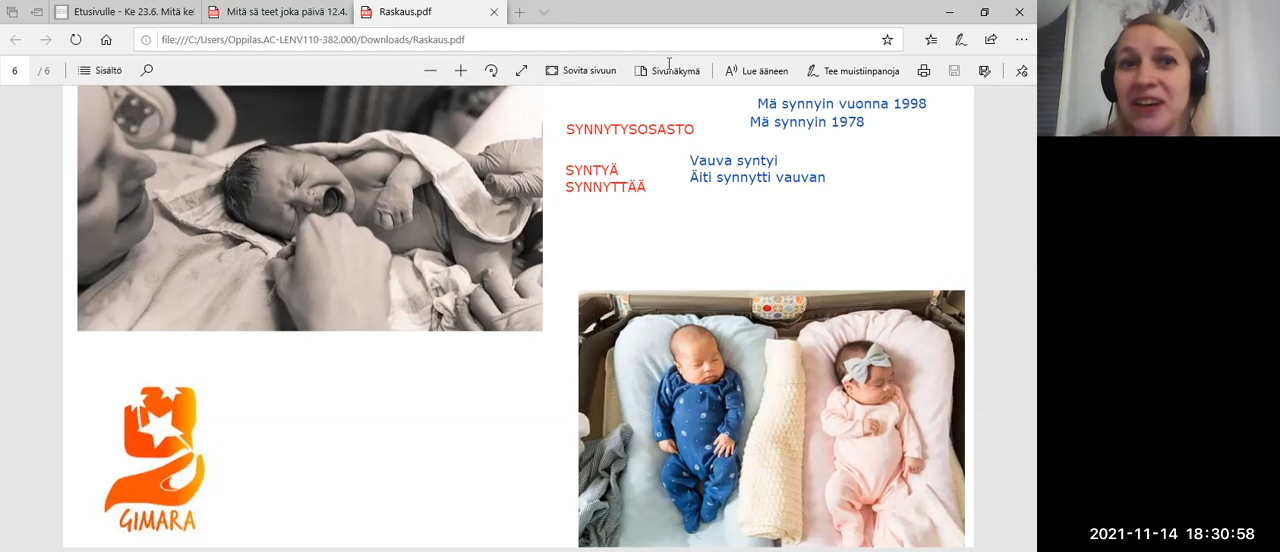 Etusivulle - Ke 23.6. Mitä ke
Mitä sä teet joka päivä 12.4.
Raskaus.pdf
file:///C:/Users/Oppilas.AC-LENV110-382.000/Downloads/Raskaus.pdf
6 / 6 Sisältö Sovita sivuun Sivunäkymä Lue ääneen Tee muistiinpanoja
Mä synnyin vuonna 1998
Mä synnyin 1978
SYNNYTYSOSASTO
Vauva syntyi
SYNTYÄ
Äiti synnytti vauvan
SYNNYTTÄÄ
GIMARA
2021-11-14 18:30:58